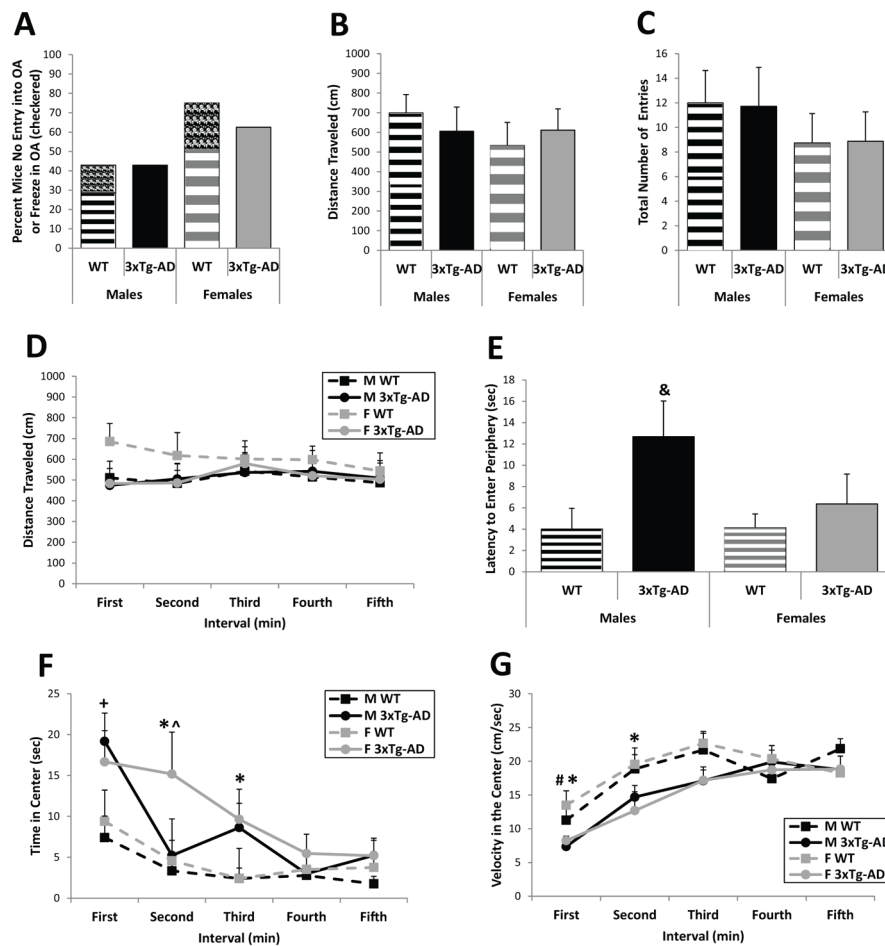 A
Percent Mice No Entry into OA
or Freeze in OA (checkered)
100
90
80
70
60
50
40
30
20
10
0
WT
3xTg-AD
WT
3xTg-AD
Males
Females
B
Distance Traveled (cm)
1000
900
800
700
600
500
400
300
200
100
0
WT
3xTg-AD
WT
3xTg-AD
Males
Females
C
Total Number of Entries
16
14
12
10
8
6
4
2
0
WT
3xTg-AD
WT
3xTg-AD
Males
Females
D
Distance Traveled (cm)
1000
900
800
700
600
500
400
300
200
100
0
M WT
M 3xTg-AD
F WT
F 3xTg-AD
First
Second
Third
Fourth
Fifth
Interval (min)
E
Latency to Enter Periphery (sec)
18
16
14
12
10
8
6
4
2
0
&
WT
3xTg-AD
WT
3xTg-AD
Males
Females
F
Time in Center (sec)
25
20
15
10
5
0
+
* ^
*
M WT
M 3xTg-AD
F WT
F 3xTg-AD
First
Second
Third
Fourth
Fifth
Interval (min)
G
Velocity in the Center (cm/sec)
30
25
20
15
10
5
0
# *
*
M WT
M 3xTg-AD
F WT
F 3xTg-AD
First
Second
Third
Fourth
Fifth
Interval (min)